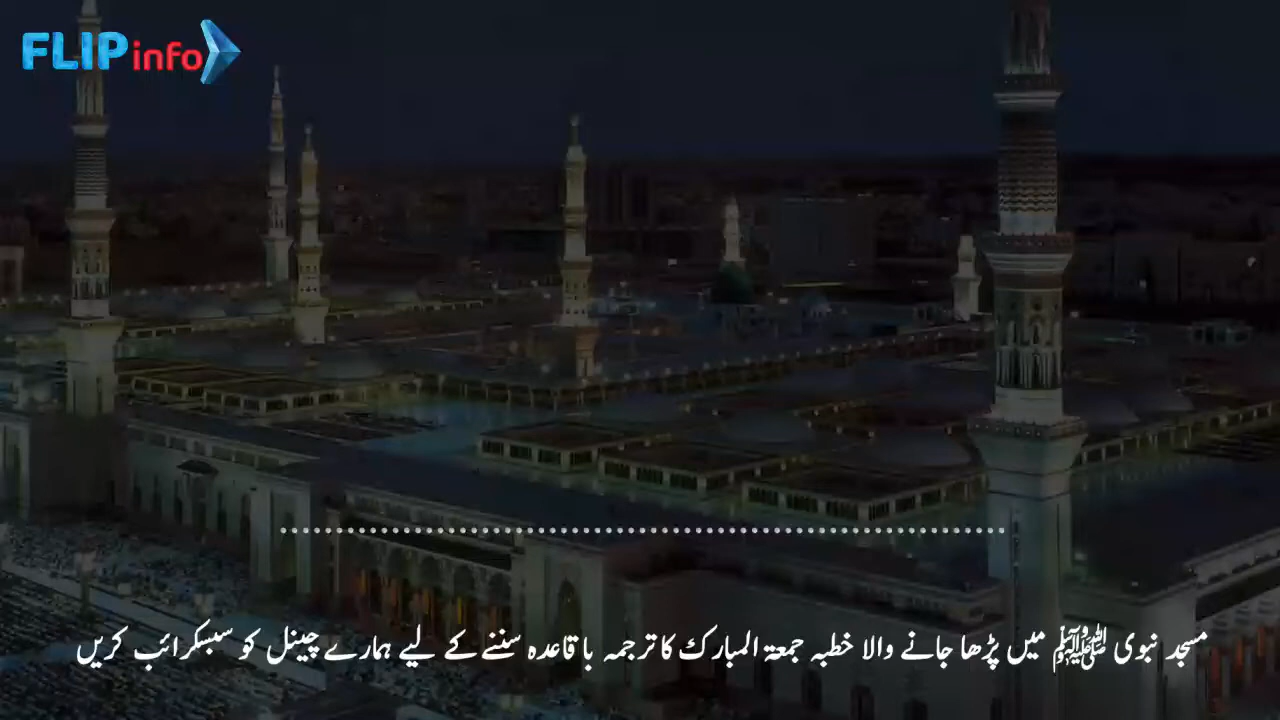 FLIPinfo
مسجد نبوی ﷺ میں پڑھا جانے والا خطبہ جمعۃ المبارک کا ترجمہ باقاعدہ سننے کے لیے ہمارے چینل کو سبسکرائب کریں